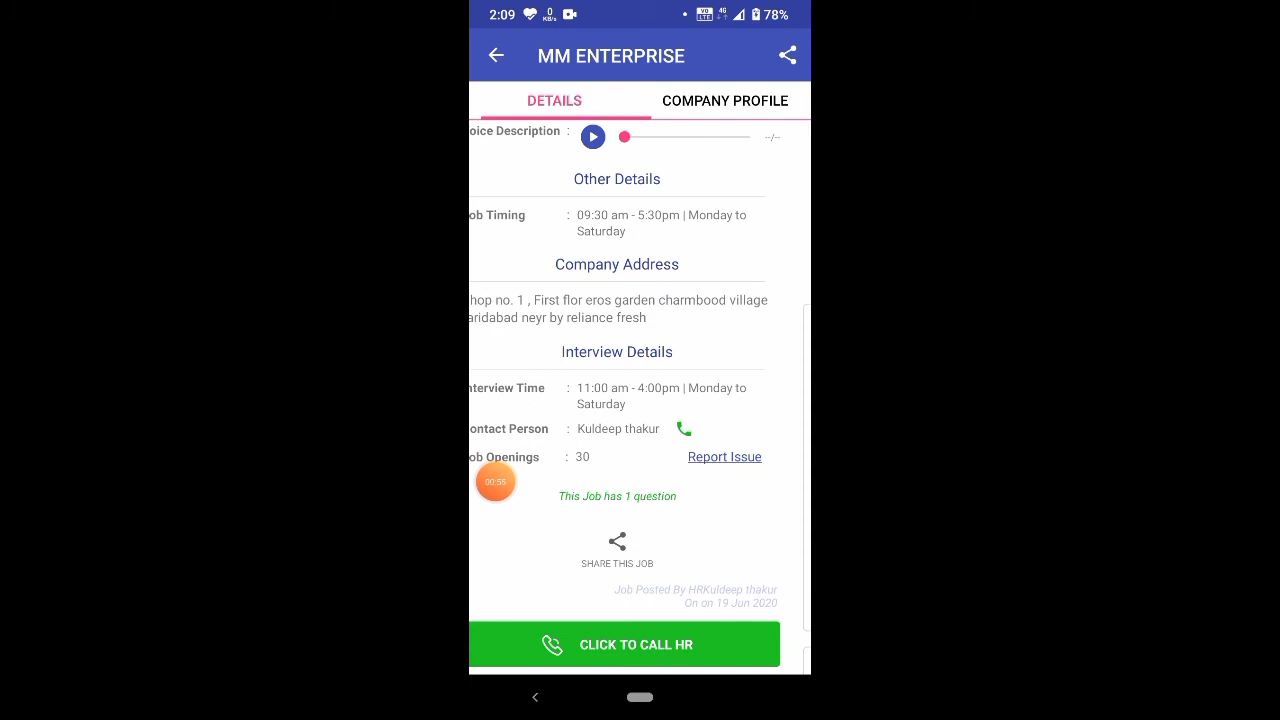 2:09 0 KB/s VO LTE 4G 78%
MM ENTERPRISE
DETAILS COMPANY PROFILE
oice Description : --/--
Other Details
ob Timing : 09:30 am - 5:30pm | Monday to
Saturday
Company Address
hop no. 1 , First flor eros garden charmbood village
aridabad neyr by reliance fresh
Interview Details
nterview Time : 11:00 am - 4:00pm | Monday to
Saturday
ontact Person : Kuldeep thakur
ob Openings : 30 Report Issue
00:55
This Job has 1 question
SHARE THIS JOB
Job Posted By HRKuldeep thakur
On on 19 Jun 2020
CLICK TO CALL HR